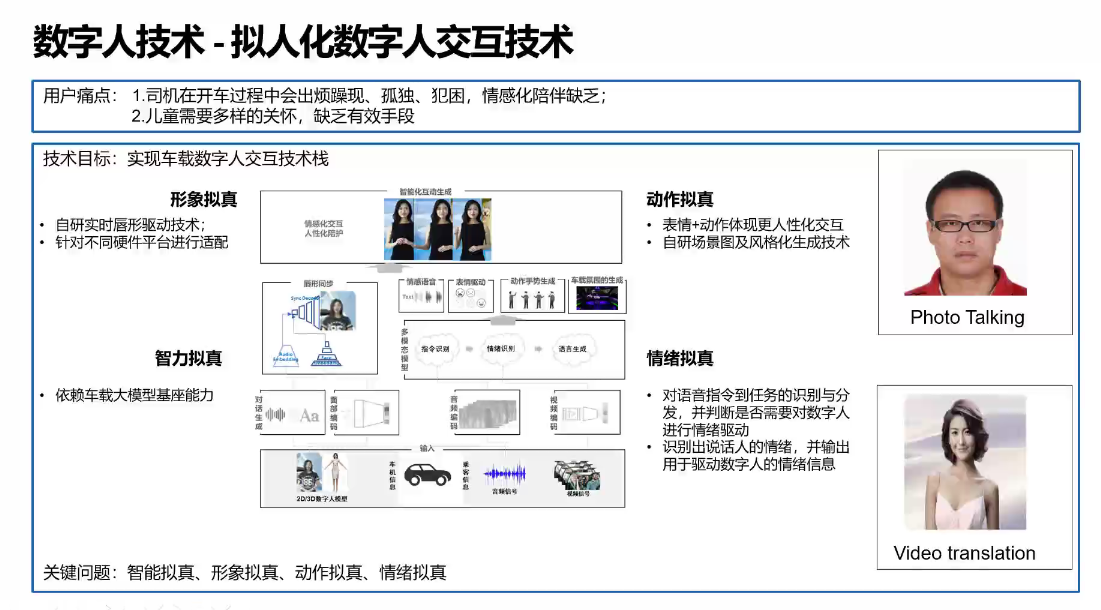 数字人技术 - 拟人化数字人交互技术
用户痛点： 1.司机在开车过程中会出烦躁现、孤独、犯困，情感化陪伴缺乏；
2.儿童需要多样的关怀，缺乏有效手段
技术目标：实现车载数字人交互技术栈
形象拟真
• 自研实时唇形驱动技术；
• 针对不同硬件平台进行适配
智力拟真
• 依赖车载大模型基座能力
智能化互动生成
情感化交互
人性化陪护
唇形同步
Sync Decoder
Audio
Embedding
情感语音
Text
表情驱动
动作手势生成
车载氛围的生成
多模态模型
指令识别
情绪识别
语言生成
对话生成
Aa
面部编码
音频编码
视频编码
输入
2D/3D数字人模型
车机信息
乘客信息
音频信号
视频信号
动作拟真
• 表情+动作体现更人性化交互
• 自研场景图及风格化生成技术
情绪拟真
• 对语音指令到任务的识别与分
发，并判断是否需要对数字人
进行情绪驱动
• 识别出说话人的情绪，并输出
用于驱动数字人的情绪信息
Photo Talking
Video translation
关键问题：智能拟真、形象拟真、动作拟真、情绪拟真